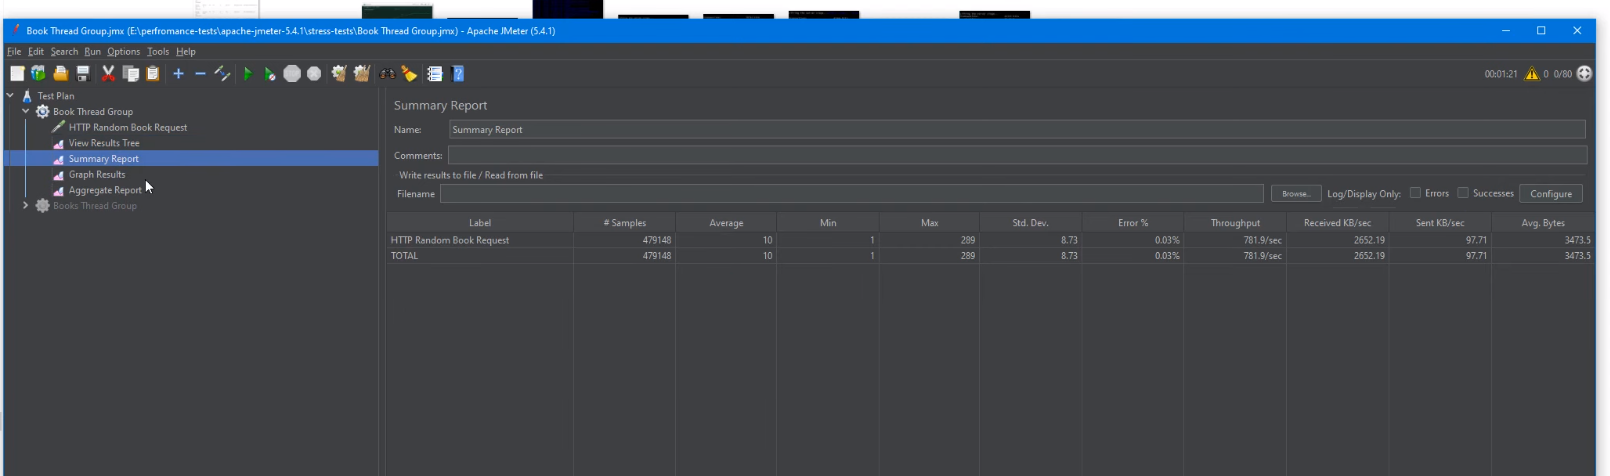 Book Thread Group.jmx (E:\perfromance-tests\apache-jmeter-5.4.1\stress-tests\Book Thread Group.jmx) - Apache JMeter (5.4.1)
File Edit Search Run Options Tools Help
00:01:21 0 0/80
Test Plan
Book Thread Group
HTTP Random Book Request
View Results Tree
Summary Report
Graph Results
Aggregate Report
Books Thread Group
Summary Report
Name: Summary Report
Comments:
Write results to file / Read from file
Filename Browse... Log/Display Only: Errors Successes Configure
Label # Samples Average Min Max Std. Dev. Error % Throughput Received KB/sec Sent KB/sec Avg. Bytes
HTTP Random Book Request 479148 10 1 289 8.73 0.03% 781.9/sec 2652.19 97.71 3473.5
TOTAL 479148 10 1 289 8.73 0.03% 781.9/sec 2652.19 97.71 3473.5